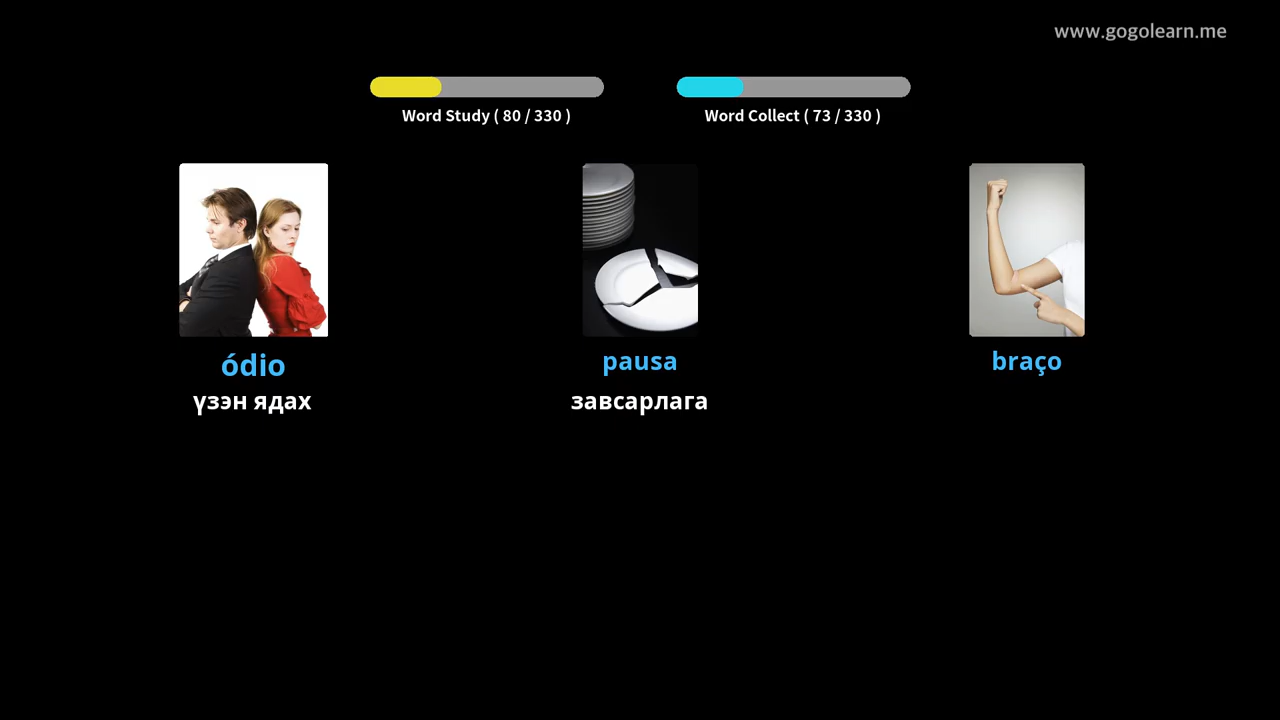 www.gogolearn.me
Word Study ( 80 / 330 )
Word Collect ( 73 / 330 )
ódio
pausa
braço
үзэн ядах
завсарлага